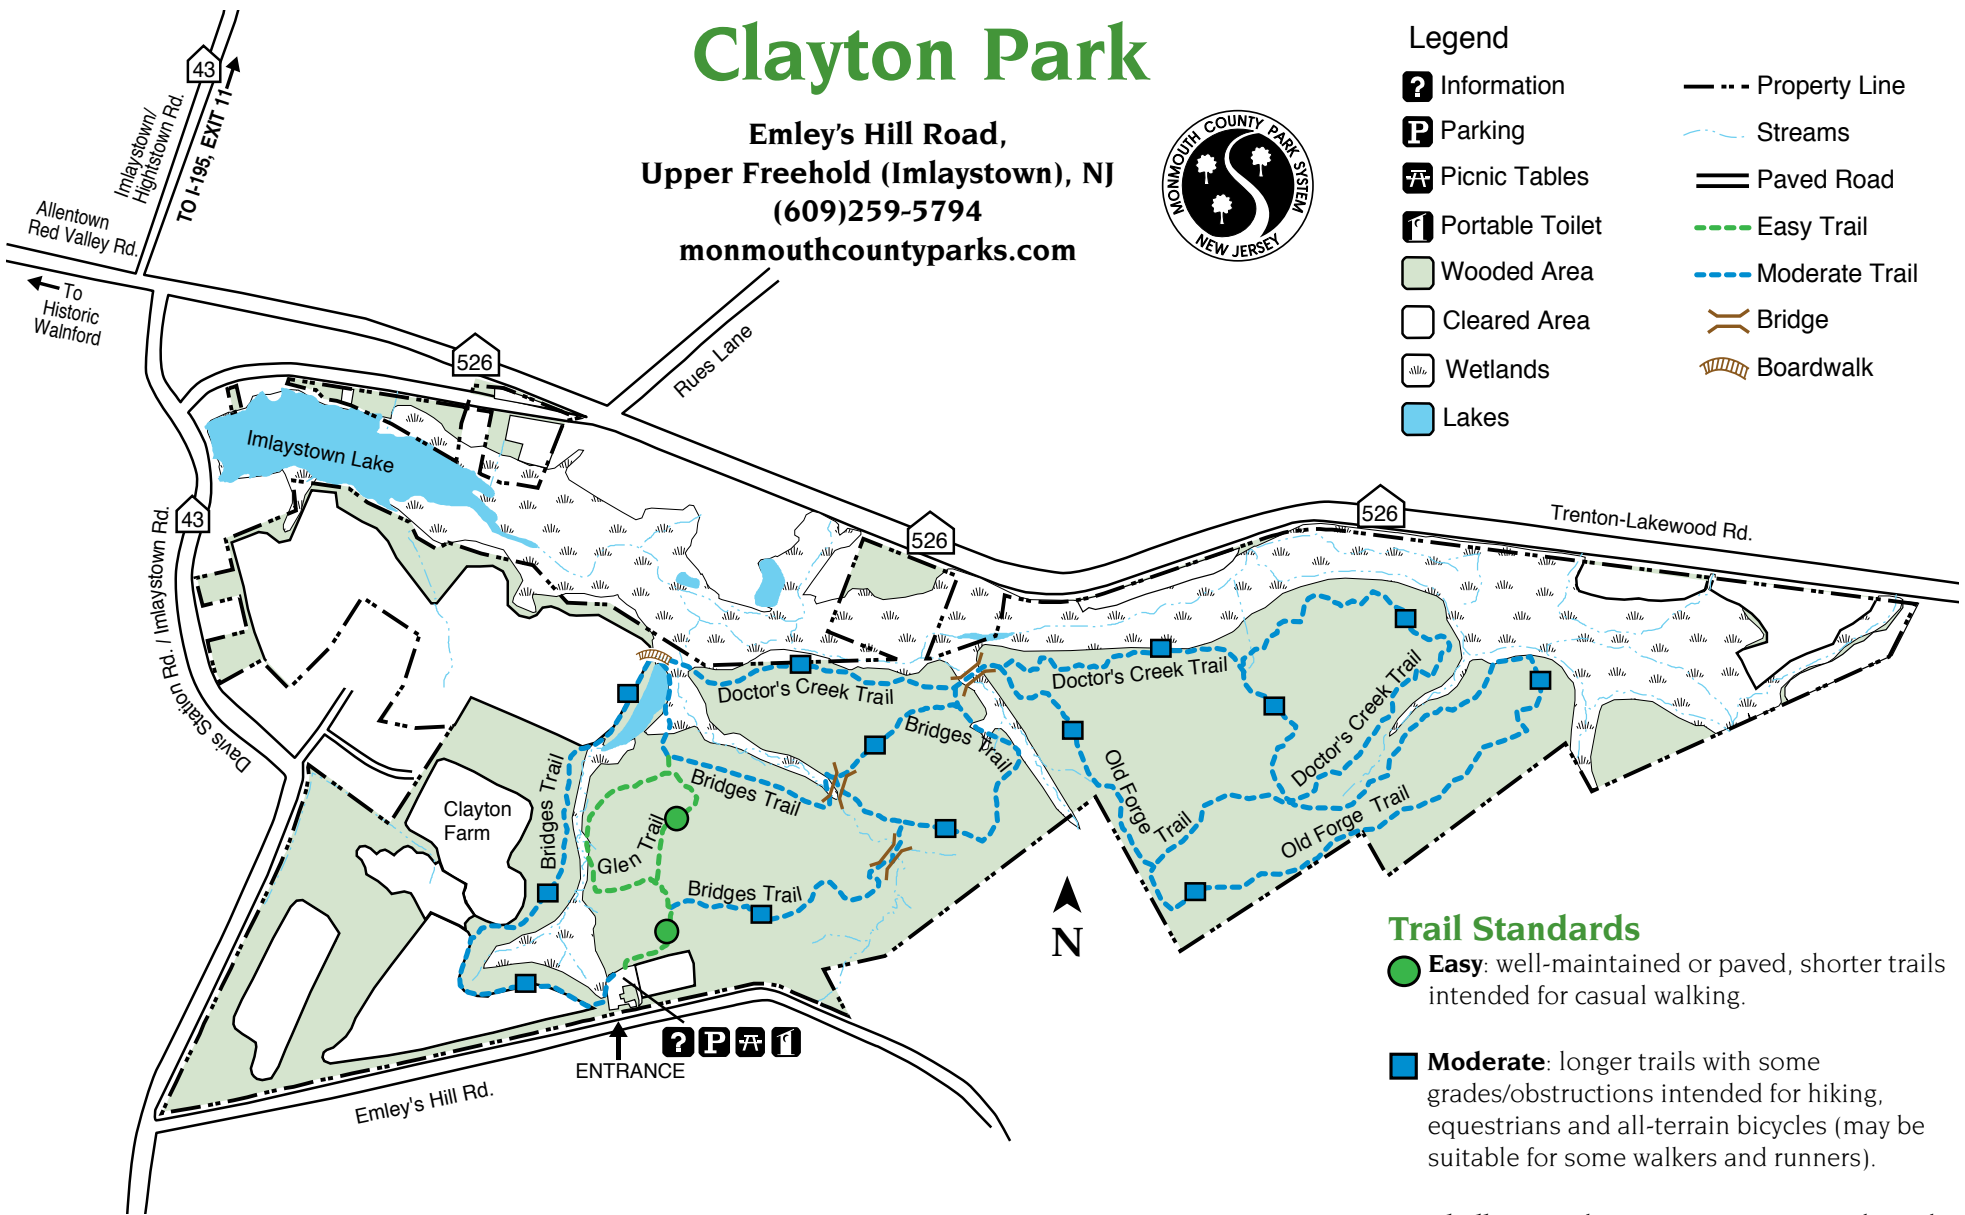 Clayton Park
Emley's Hill Road,
Upper Freehold (Imlaystown), NJ
(609)259-5794
monmouthcountyparks.com
MONMOUTH COUNTY PARK SYSTEM
NEW JERSEY
Legend
? Information
P Parking
Picnic Tables
Portable Toilet
Wooded Area
Cleared Area
Wetlands
Lakes
Property Line
Streams
Paved Road
Easy Trail
Moderate Trail
Bridge
Boardwalk
43
Imlaystown/
Hightstown Rd.
TO I-195, EXIT 11
Allentown
Red Valley Rd.
To
Historic
Walnford
526
Rues Lane
Imlaystown Lake
43
Davis Station Rd. / Imlaystown Rd.
526
526
Trenton-Lakewood Rd.
Doctor's Creek Trail
Doctor's Creek Trail
Doctor's Creek Trail
Bridges Trail
Bridges Trail
Bridges Trail
Bridges Trail
Old Forge
Trail
Old Forge Trail
Clayton
Farm
Glen Trail
N
? P
ENTRANCE
Emley's Hill Rd.
Trail Standards
Easy: well-maintained or paved, shorter trails
intended for casual walking.
Moderate: longer trails with some
grades/obstructions intended for hiking,
equestrians and all-terrain bicycles (may be
suitable for some walkers and runners).